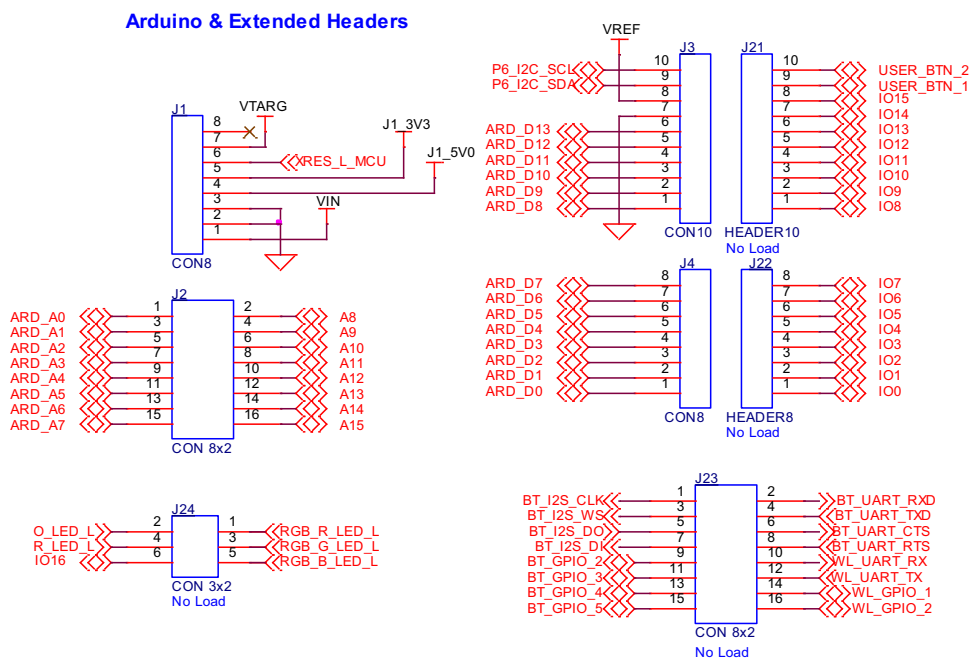 Arduino & Extended Headers
J1
VTARG
8
7
6
5
4
3
2
1
XRES_L_MCU
J1_3V3
J1_5V0
VIN
CON8
VREF
J3
P6_I2C_SCL 10
P6_I2C_SDA 9
8
7
ARD_D13 6
ARD_D12 5
ARD_D11 4
ARD_D10 3
ARD_D9 2
ARD_D8 1
CON10
J21
10 USER_BTN_2
9 USER_BTN_1
8 IO15
7 IO14
6 IO13
5 IO12
4 IO11
3 IO10
2 IO9
1 IO8
HEADER10
No Load
J2
ARD_A0 1 2 A8
ARD_A1 3 4 A9
ARD_A2 5 6 A10
ARD_A3 7 8 A11
ARD_A4 9 10 A12
ARD_A5 11 12 A13
ARD_A6 13 14 A14
ARD_A7 15 16 A15
CON 8x2
J4
ARD_D7 8
ARD_D6 7
ARD_D5 6
ARD_D4 5
ARD_D3 4
ARD_D2 3
ARD_D1 2
ARD_D0 1
CON8
J22
8 IO7
7 IO6
6 IO5
5 IO4
4 IO3
3 IO2
2 IO1
1 IO0
HEADER8
No Load
J24
O_LED_L 2 1 RGB_R_LED_L
R_LED_L 4 3 RGB_G_LED_L
IO16 6 5 RGB_B_LED_L
CON 3x2
No Load
J23
BT_I2S_CLK 1 2 BT_UART_RXD
BT_I2S_WS 3 4 BT_UART_TXD
BT_I2S_DO 5 6 BT_UART_CTS
BT_I2S_DI 7 8 BT_UART_RTS
BT_GPIO_2 9 10 WL_UART_RX
BT_GPIO_3 11 12 WL_UART_TX
BT_GPIO_4 13 14 WL_GPIO_1
BT_GPIO_5 15 16 WL_GPIO_2
CON 8x2
No Load